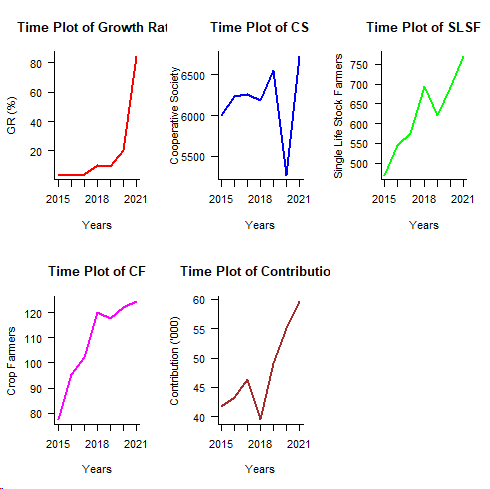 Time Plot of Growth Rat
GR (%)
80
60
40
20
2015 2018 2021
Years
Time Plot of CS
Cooperative Society
6500
6000
5500
2015 2018 2021
Years
Time Plot of SLSF
Single Life Stock Farmers
750
700
650
600
550
500
2015 2018 2021
Years
Time Plot of CF
Crop Farmers
120
110
100
90
80
2015 2018 2021
Years
Time Plot of Contributio
Contribution ('000)
60
55
50
45
40
2015 2018 2021
Years